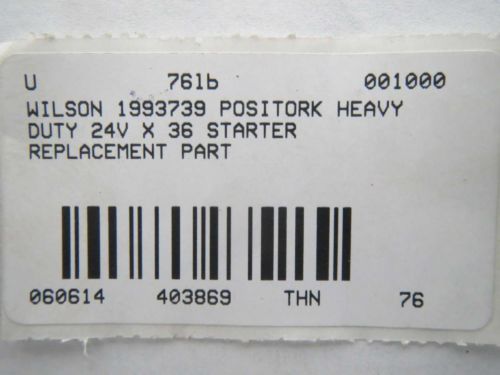 U 761b 001000
WILSON 1993739 POSITORK HEAVY
DUTY 24V X 36 STARTER
REPLACEMENT PART
060614 403869 THN 76